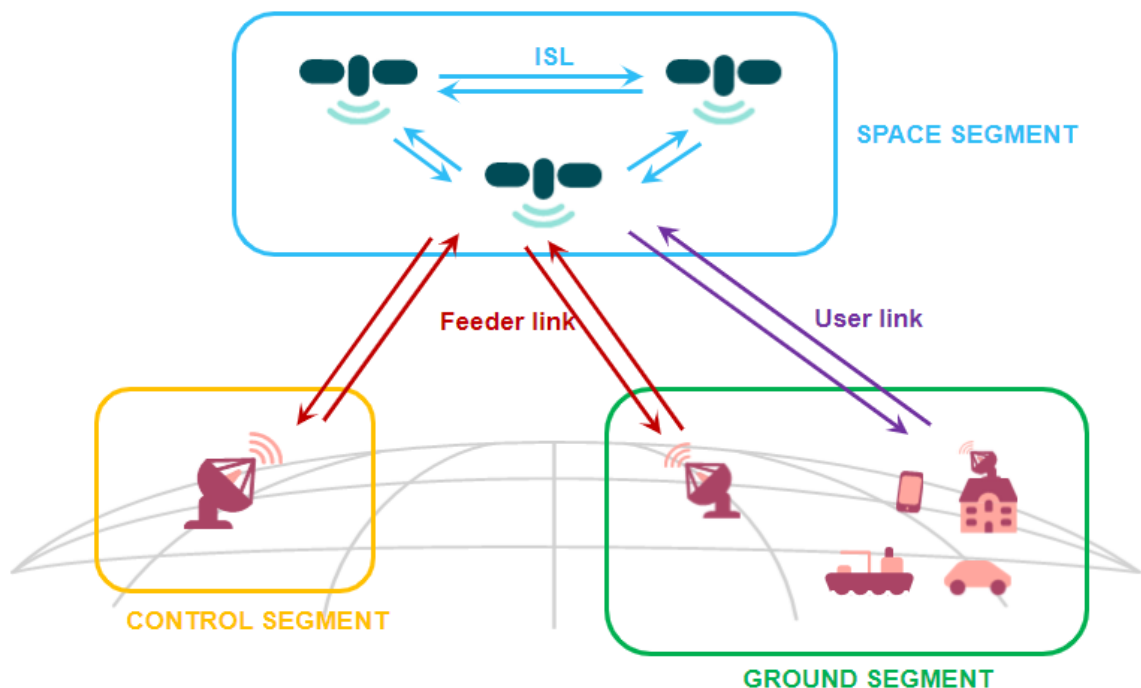 ISL
SPACE SEGMENT
Feeder link
User link
CONTROL SEGMENT
GROUND SEGMENT